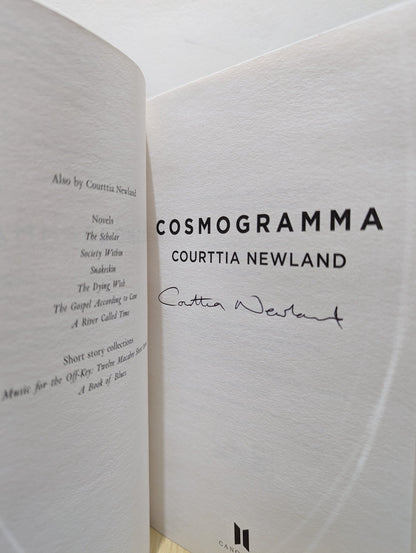 Also by Courttia Newland
Novels
The Scholar
Society Within
Snakeskin
The Dying Wish
The Gospel According to Cane
A River Called Time
Short story collections
Music for the Off-Key: Twelve Macabre
A Book of Blues
COSMOGRAMMA
COURTTIA NEWLAND
Courttia Newland
CANO